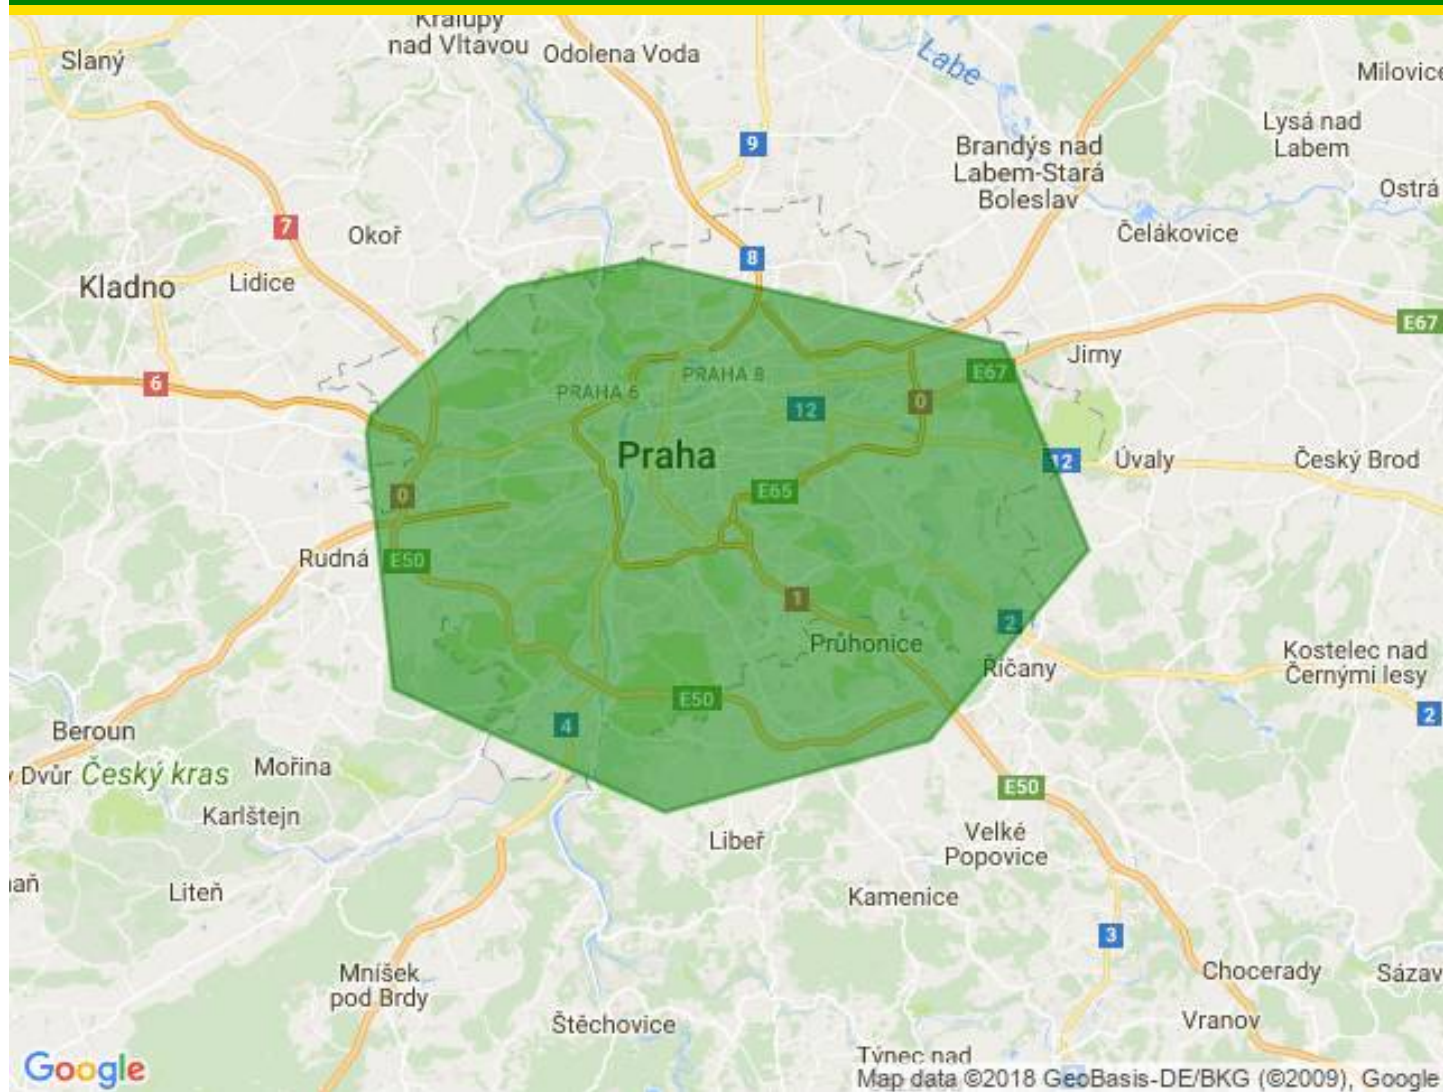 Kralupy
nad Vltavou
Odolena Voda
Slaný
Labe
Milovice
Lysá nad
Labem
9
Brandýs nad
Labem-Stará
Boleslav
Ostrá
7
Okoř
Čelákovice
8
Kladno
Lidice
E67
Jirny
6
PRAHA 6
PRAHA 8
E67
12
0
Praha
12
Úvaly
Český Brod
0
E65
Rudná
E50
1
2
Průhonice
Říčany
Kostelec nad
Černými lesy
E50
4
2
Beroun
Dvůr
Český kras
Mořina
E50
Karlštejn
Libeř
Velké
Popovice
Liteň
Kamenice
3
Mníšek
pod Brdy
Chocerady
Sázav
Štěchovice
Vranov
Týnec nad
Google
Map data ©2018 GeoBasis-DE/BKG (©2009), Google